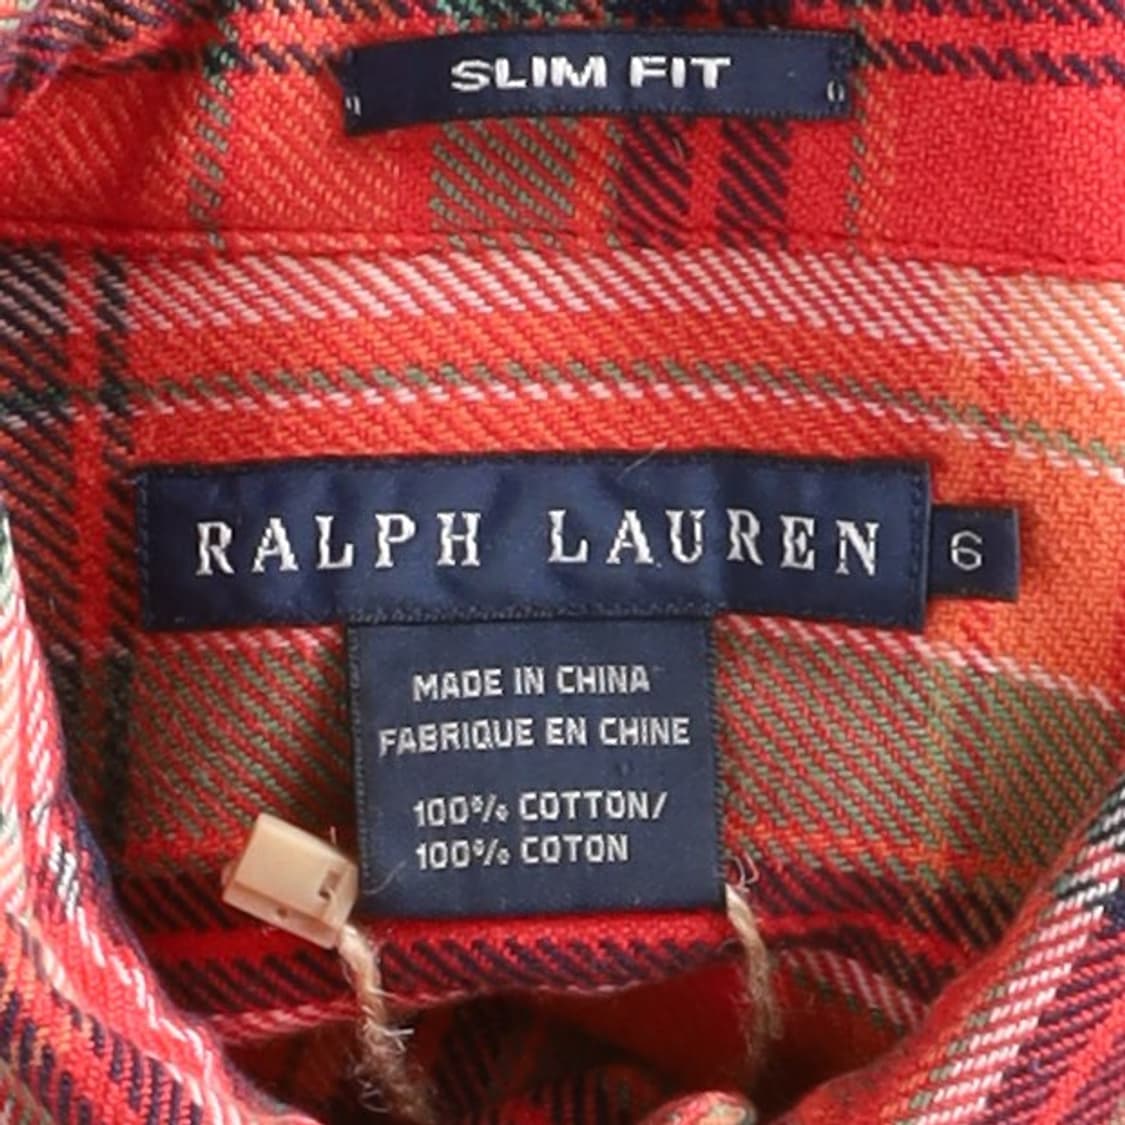 SLIM FIT
RALPH LAUREN
6
MADE IN CHINA
FABRIQUE EN CHINE
100% COTTON/
100% COTON